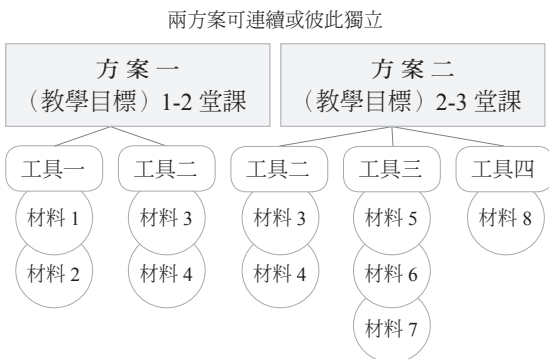 兩方案可連續或彼此獨立
方案一
（教學目標）1-2 堂課
方案二
（教學目標）2-3 堂課
工具一
工具二
工具二
工具三
工具四
材料 1
材料 3
材料 3
材料 5
材料 8
材料 2
材料 4
材料 4
材料 6
材料 7